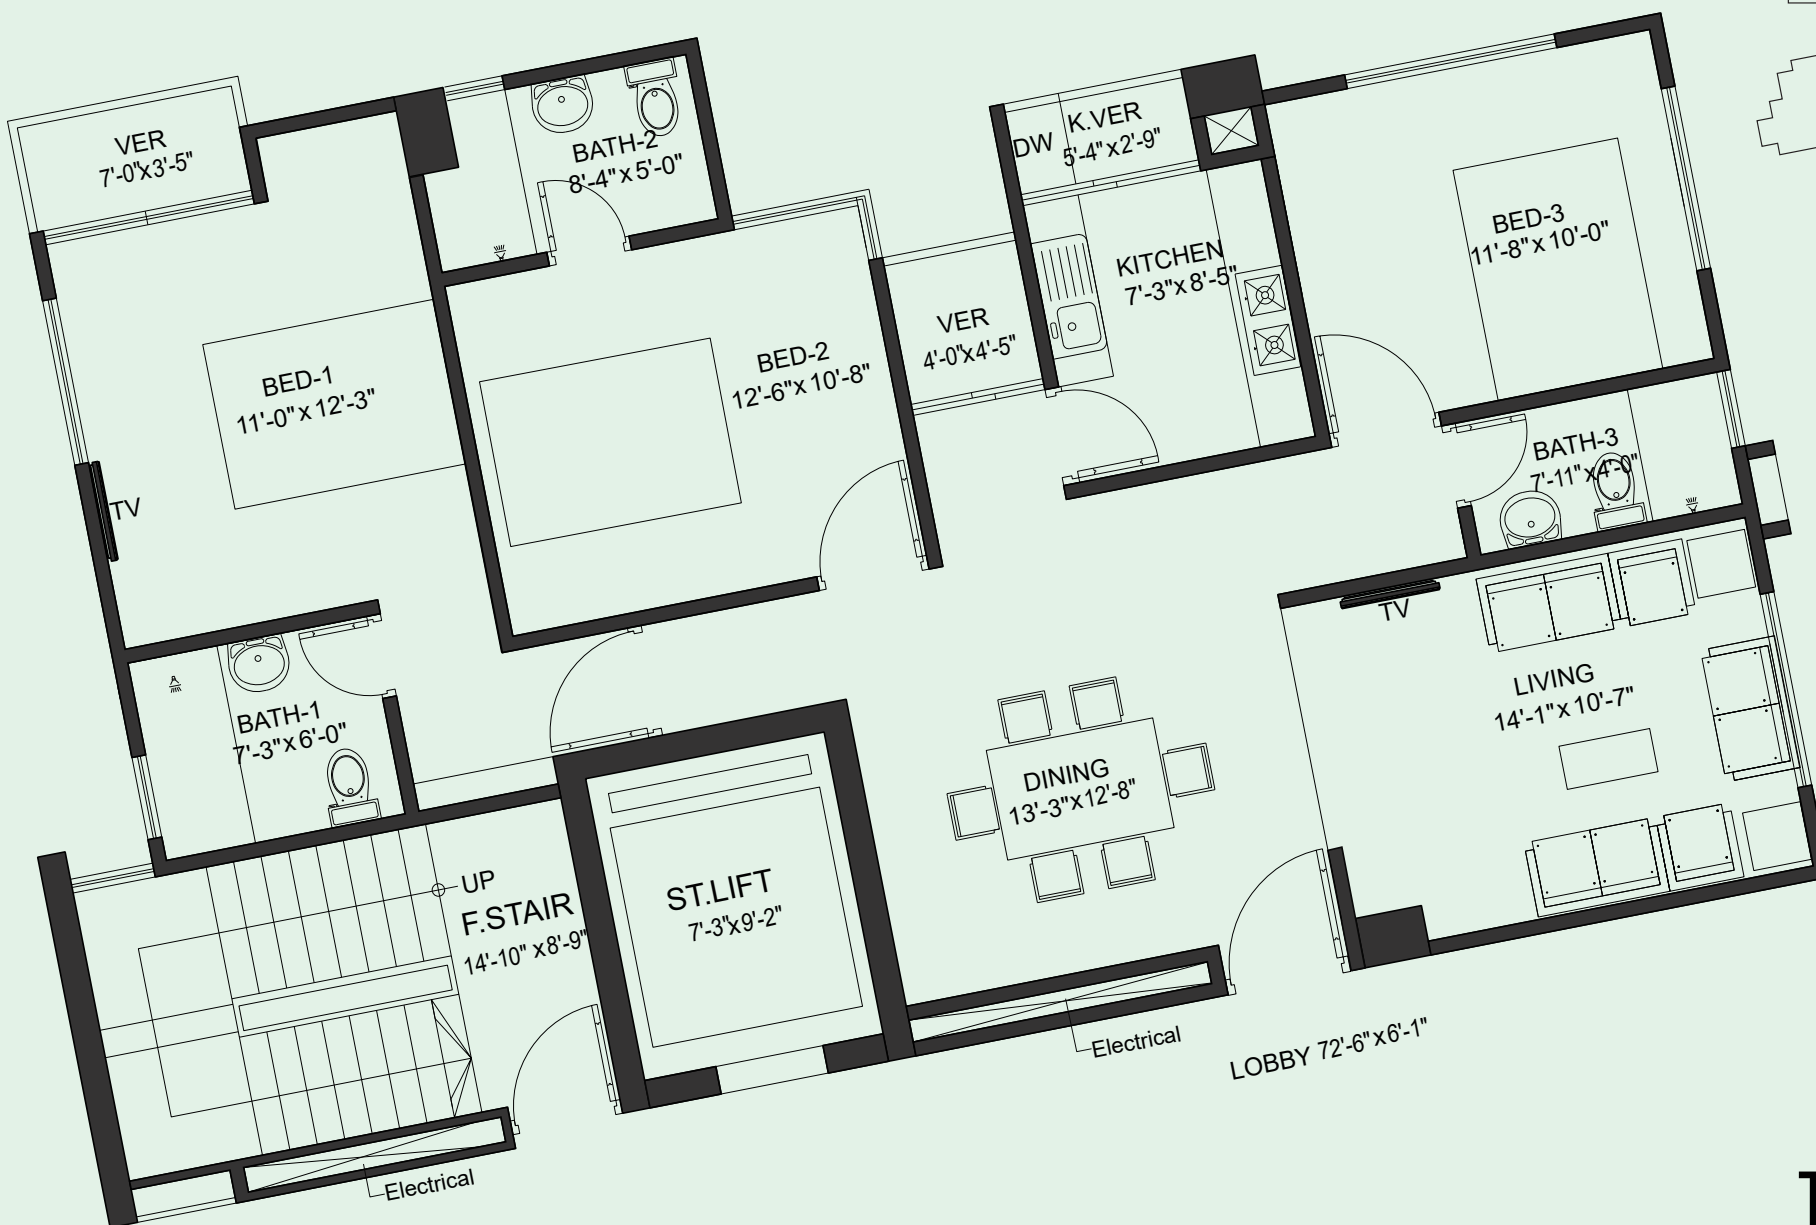 VER
7'-0"x3'-5"
BATH-2
8'-4" x 5'-0"
DW
K.VER
5'-4"x2'-9"
BED-3
11'-8" x 10'-0"
KITCHEN
7'-3" x 8'-5"
VER
4'-0"x4'-5"
BED-2
12'-6" x 10'-8"
BED-1
11'-0" x 12'-3"
TV
BATH-3
7'-11"x4'-0"
TV
LIVING
14'-1" x 10'-7"
BATH-1
7'-3" x 6'-0"
DINING
13'-3"x12'-8"
UP
F.STAIR
14'-10" x8'-9"
ST.LIFT
7'-3"x9'-2"
Electrical
LOBBY 72'-6"x6'-1"
Electrical